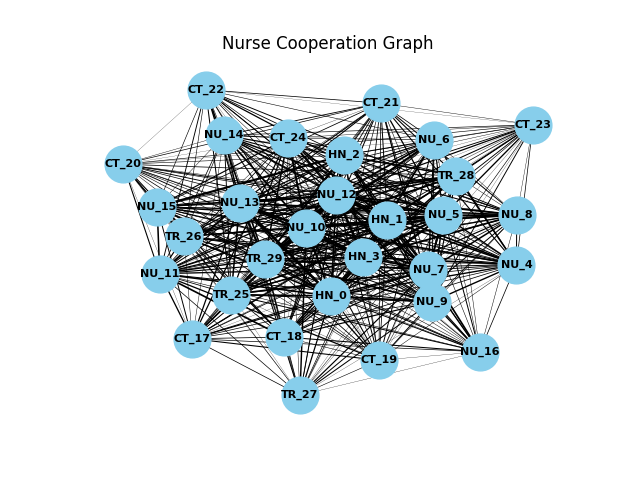 Nurse Cooperation Graph
CT_22
CT_21
CT_23
NU_14
CT_24
NU_6
HN_2
CT_20
TR_28
NU_12
NU_13
NU_15
NU_5
NU_8
HN_1
NU_10
TR_26
HN_3
TR_29
NU_4
NU_7
NU_11
TR_25
HN_0
NU_9
CT_18
CT_17
NU_16
CT_19
TR_27